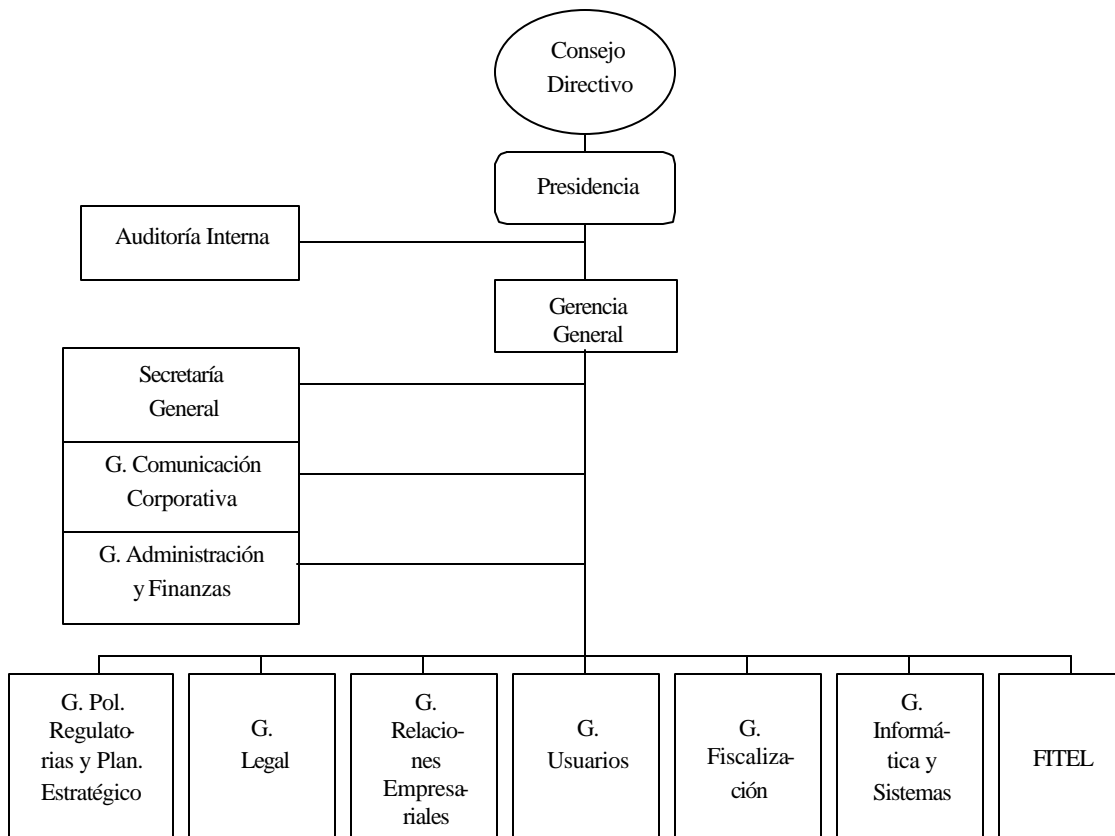 Consejo
Directivo
Presidencia
Auditoría Interna
Gerencia
General
Secretaría
General
G. Comunicación
Corporativa
G. Administración
y Finanzas
G. Pol.
Regulato-
rias y Plan.
Estratégico
G.
Legal
G.
Relacio-
nes
Empresa-
riales
G.
Usuarios
G.
Fiscaliza-
ción
G.
Informá-
tica y
Sistemas
FITEL